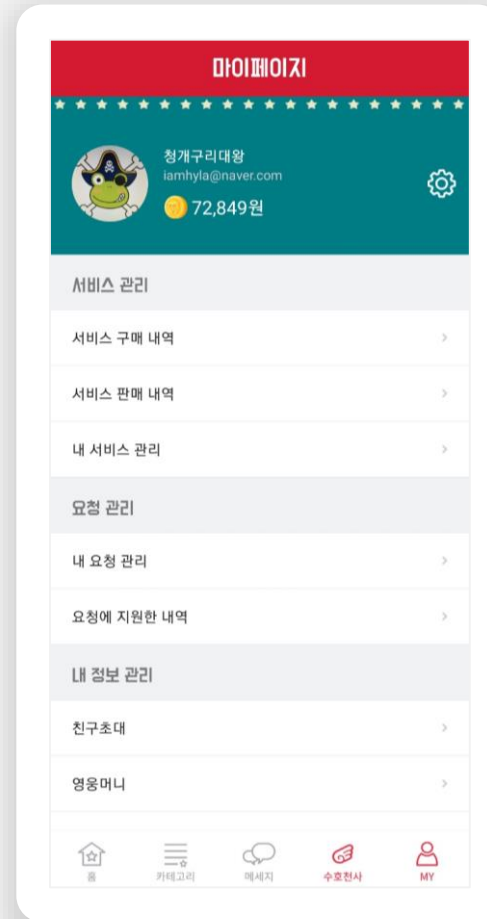 마이페이지
청개구리대왕
iamhyla@naver.com
72,849원
서비스 관리
서비스 구매 내역
서비스 판매 내역
내 서비스 관리
요청 관리
내 요청 관리
요청에 지원한 내역
내 정보 관리
친구초대
영웅머니
홈 카테고리 메세지 수호천사 MY